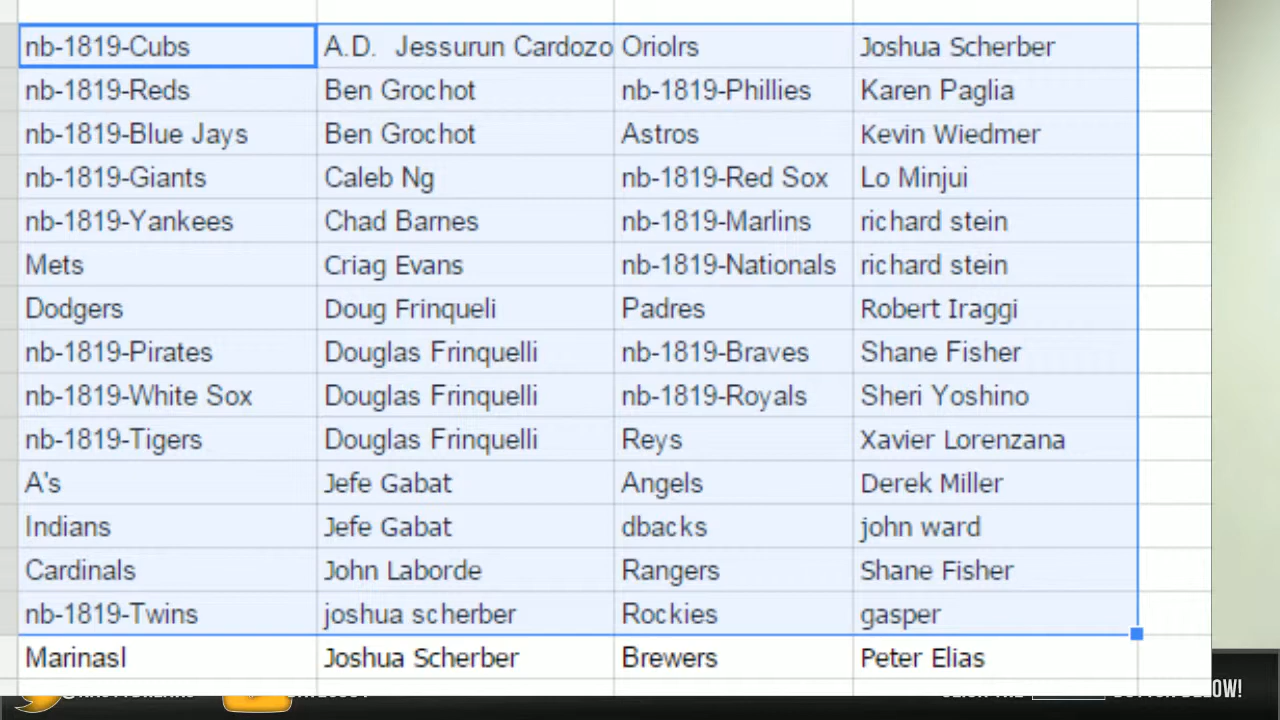 nb-1819-Cubs A.D. Jessurun Cardozo Oriolrs Joshua Scherber
nb-1819-Reds Ben Grochot nb-1819-Phillies Karen Paglia
nb-1819-Blue Jays Ben Grochot Astros Kevin Wiedmer
nb-1819-Giants Caleb Ng nb-1819-Red Sox Lo Minjui
nb-1819-Yankees Chad Barnes nb-1819-Marlins richard stein
Mets Criag Evans nb-1819-Nationals richard stein
Dodgers Doug Frinqueli Padres Robert Iraggi
nb-1819-Pirates Douglas Frinquelli nb-1819-Braves Shane Fisher
nb-1819-White Sox Douglas Frinquelli nb-1819-Royals Sheri Yoshino
nb-1819-Tigers Douglas Frinquelli Reys Xavier Lorenzana
A's Jefe Gabat Angels Derek Miller
Indians Jefe Gabat dbacks john ward
Cardinals John Laborde Rangers Shane Fisher
nb-1819-Twins joshua scherber Rockies gasper
Marinasl Joshua Scherber Brewers Peter Elias